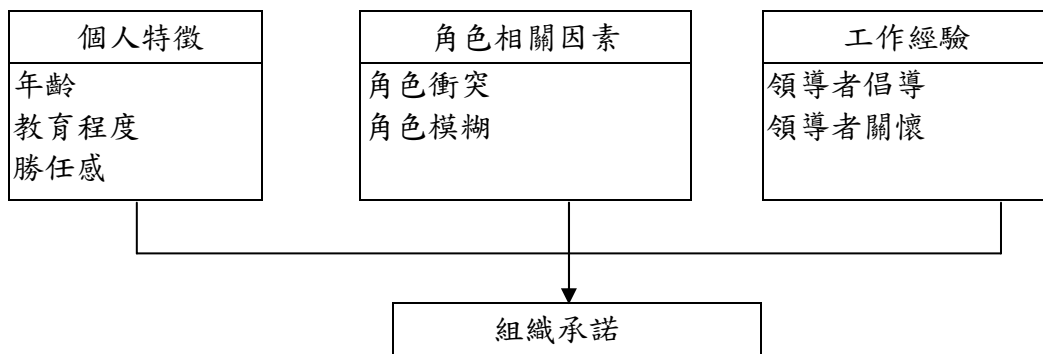 個人特徵
年齡
教育程度
勝任感
角色相關因素
角色衝突
角色模糊
工作經驗
領導者倡導
領導者關懷
組織承諾